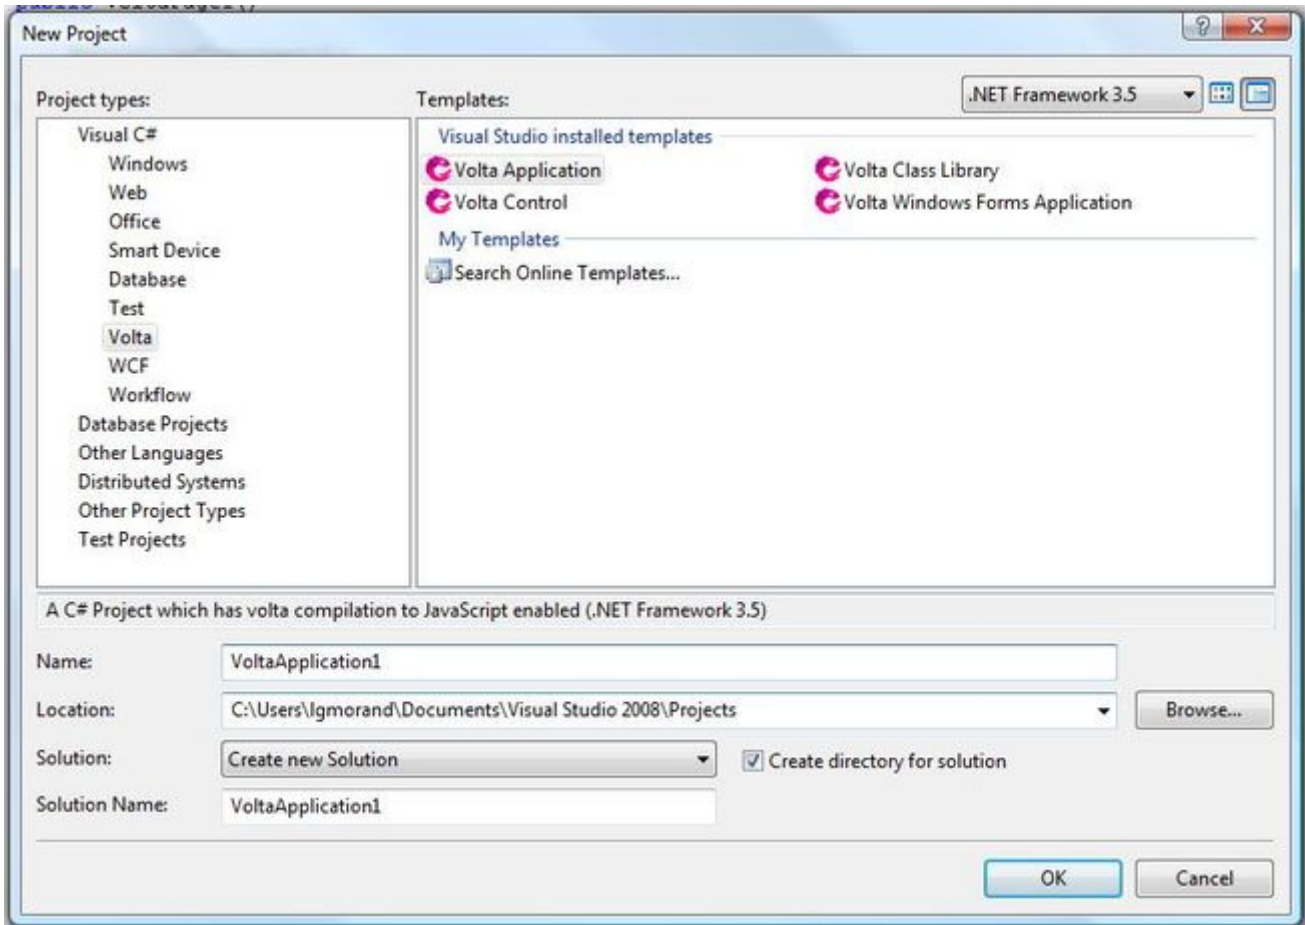 New Project
Project types:
Templates:
.NET Framework 3.5
Visual C#
Windows
Web
Office
Smart Device
Database
Test
Volta
WCF
Workflow
Database Projects
Other Languages
Distributed Systems
Other Project Types
Test Projects
Visual Studio installed templates
Volta Application
Volta Class Library
Volta Control
Volta Windows Forms Application
My Templates
Search Online Templates...
A C# Project which has volta compilation to JavaScript enabled (.NET Framework 3.5)
Name:
VoltaApplication1
Location:
C:\Users\lgmorand\Documents\Visual Studio 2008\Projects
Browse...
Solution:
Create new Solution
Create directory for solution
Solution Name:
VoltaApplication1
OK
Cancel